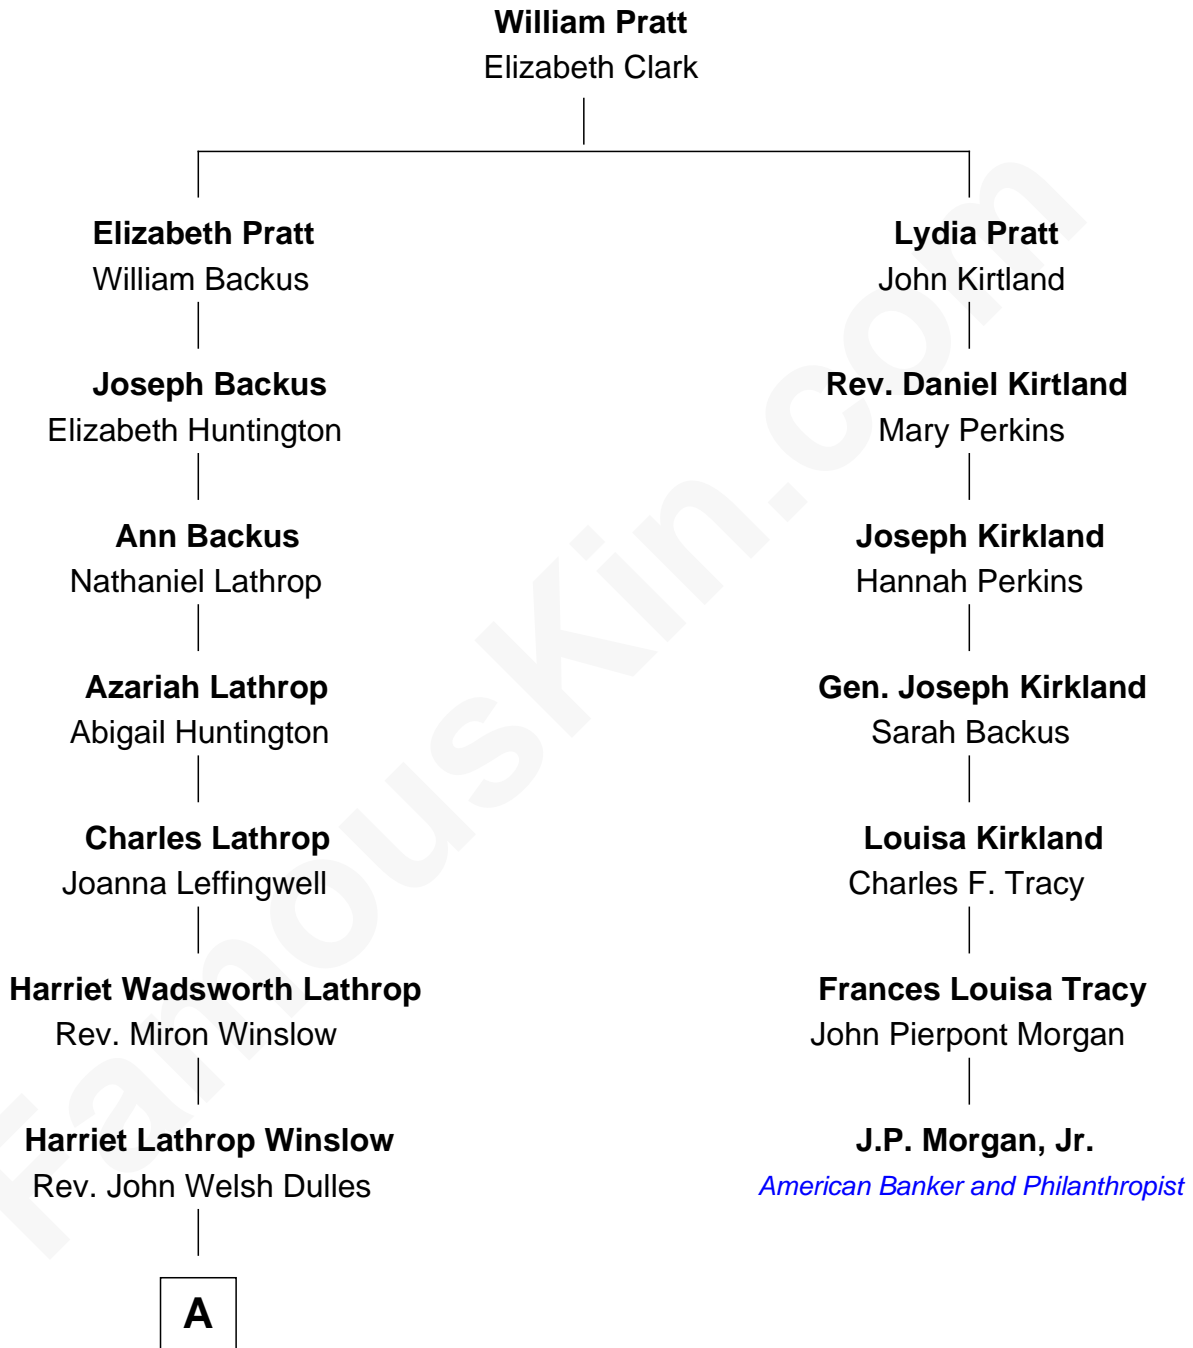 William Pratt
Elizabeth Clark
Elizabeth Pratt
William Backus
Lydia Pratt
John Kirtland
Joseph Backus
Elizabeth Huntington
Rev. Daniel Kirtland
Mary Perkins
Ann Backus
Nathaniel Lathrop
Joseph Kirkland
Hannah Perkins
Azariah Lathrop
Abigail Huntington
Gen. Joseph Kirkland
Sarah Backus
Charles Lathrop
Joanna Leffingwell
Louisa Kirkland
Charles F. Tracy
Harriet Wadsworth Lathrop
Rev. Miron Winslow
Frances Louisa Tracy
John Pierpont Morgan
Harriet Lathrop Winslow
Rev. John Welsh Dulles
J.P. Morgan, Jr.
American Banker and Philanthropist
A
FamousKin.com